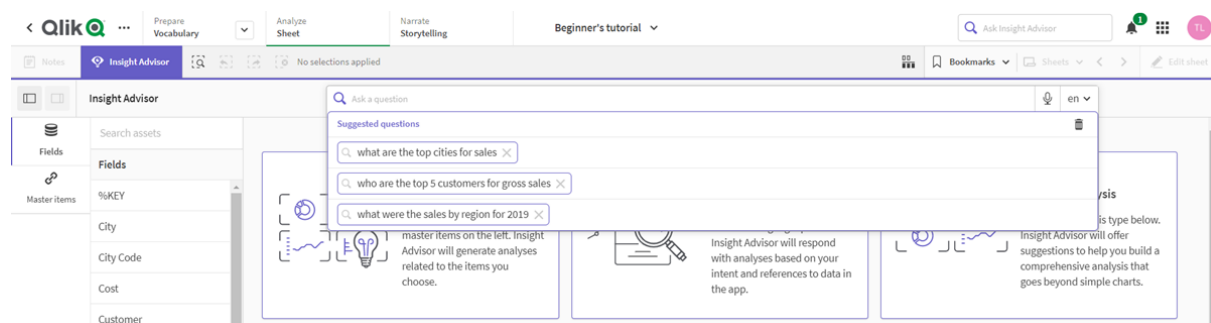 Qlik
Prepare
Vocabulary
Analyze
Sheet
Narrate
Storytelling
Beginner's tutorial
Ask Insight Advisor
1
TL
Notes
Insight Advisor
No selections applied
Bookmarks
Sheets
Edit sheet
Insight Advisor
Ask a question
en
Suggested questions
what are the top cities for sales
who are the top 5 customers for gross sales
what were the sales by region for 2019
Fields
Master items
Search assets
Fields
%KEY
City
City Code
Cost
Customer
master items on the left. Insight
Advisor will generate analyses
related to the items you
choose.
Insight Advisor will respond
with analyses based on your
intent and references to data in
the app.
is type below.
Insight Advisor will offer
suggestions to help you build a
comprehensive analysis that
goes beyond simple charts.